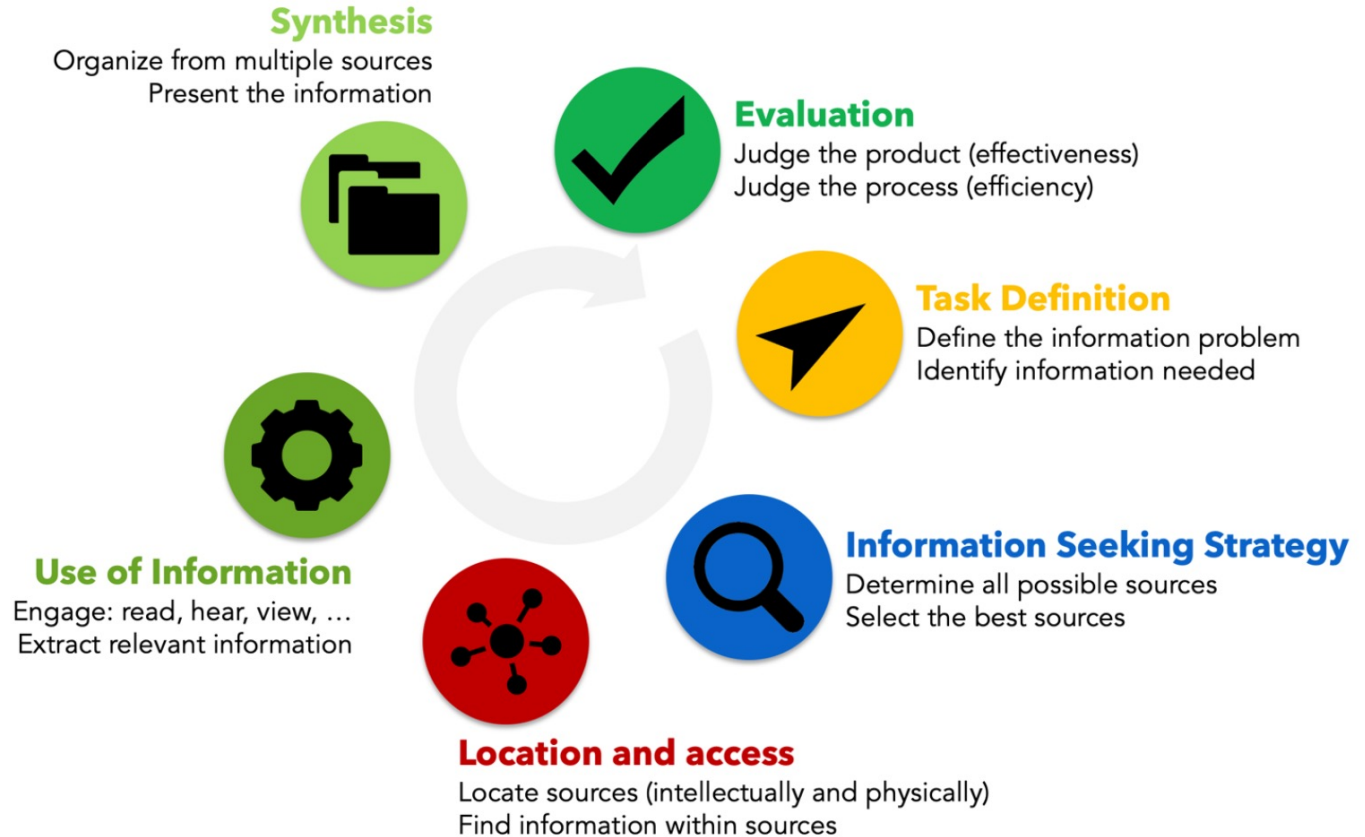 Synthesis
Organize from multiple sources
Present the information
Evaluation
Judge the product (effectiveness)
Judge the process (efficiency)
Task Definition
Define the information problem
Identify information needed
Information Seeking Strategy
Determine all possible sources
Select the best sources
Use of Information
Engage: read, hear, view, …
Extract relevant information
Location and access
Locate sources (intellectually and physically)
Find information within sources